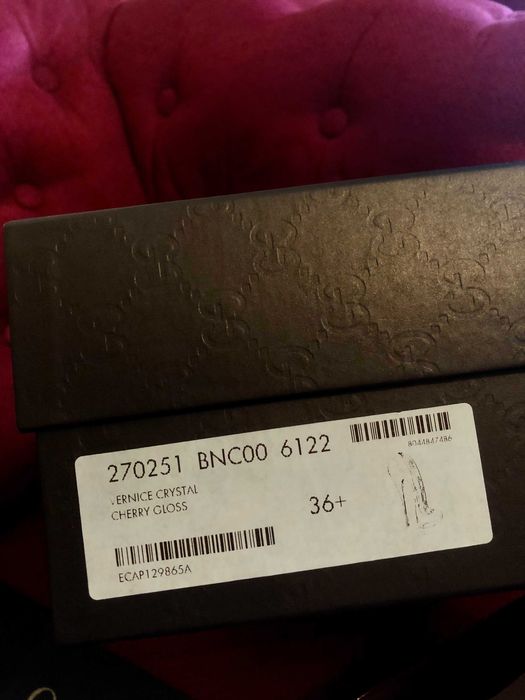 270251 BNC00 6122
8044847486
VERNICE CRYSTAL
CHERRY GLOSS
36+
ECAP129865A